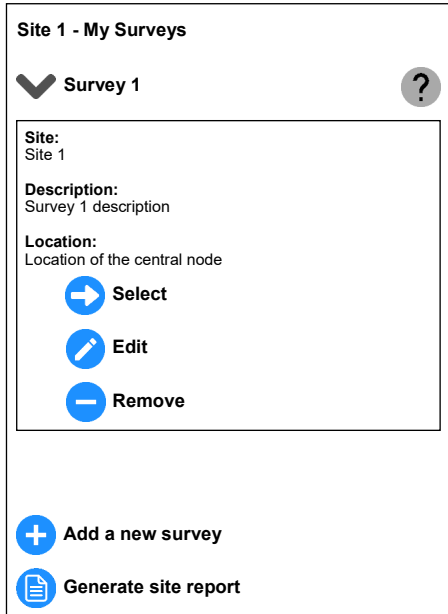 Site 1 - My Surveys
Survey 1
?
Site:
Site 1
Description:
Survey 1 description
Location:
Location of the central node
Select
Edit
Remove
Add a new survey
Generate site report